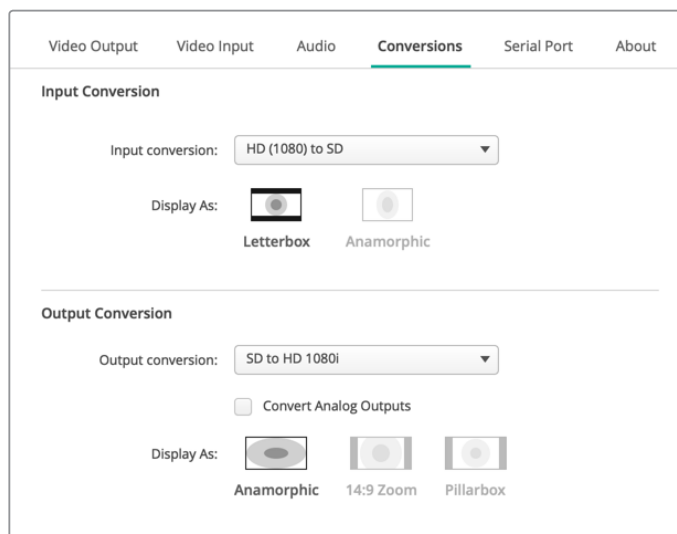 Video Output Video Input Audio Conversions Serial Port About
Input Conversion
Input conversion: HD (1080) to SD
Display As:
Letterbox Anamorphic
Output Conversion
Output conversion: SD to HD 1080i
Convert Analog Outputs
Display As:
Anamorphic 14:9 Zoom Pillarbox